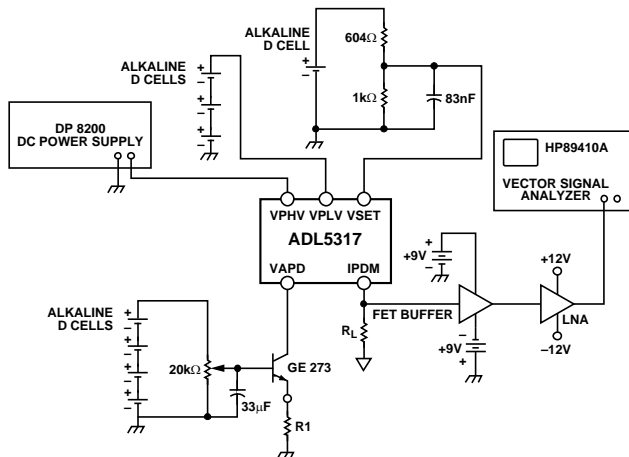 ALKALINE
D CELL
+
−
604Ω
1kΩ
83nF
ALKALINE
D CELLS
+
−
+
−
+
−
DP 8200
DC POWER SUPPLY
HP89410A
VECTOR SIGNAL
ANALYZER
VPHV VPLV VSET
ADL5317
VAPD IPDM
+
+9V
−
FET BUFFER
−
+9V
+
+12V
LNA
−12V
RL
ALKALINE
D CELLS
+
−
+
−
+
−
+
−
20kΩ
33μF
GE 273
R1